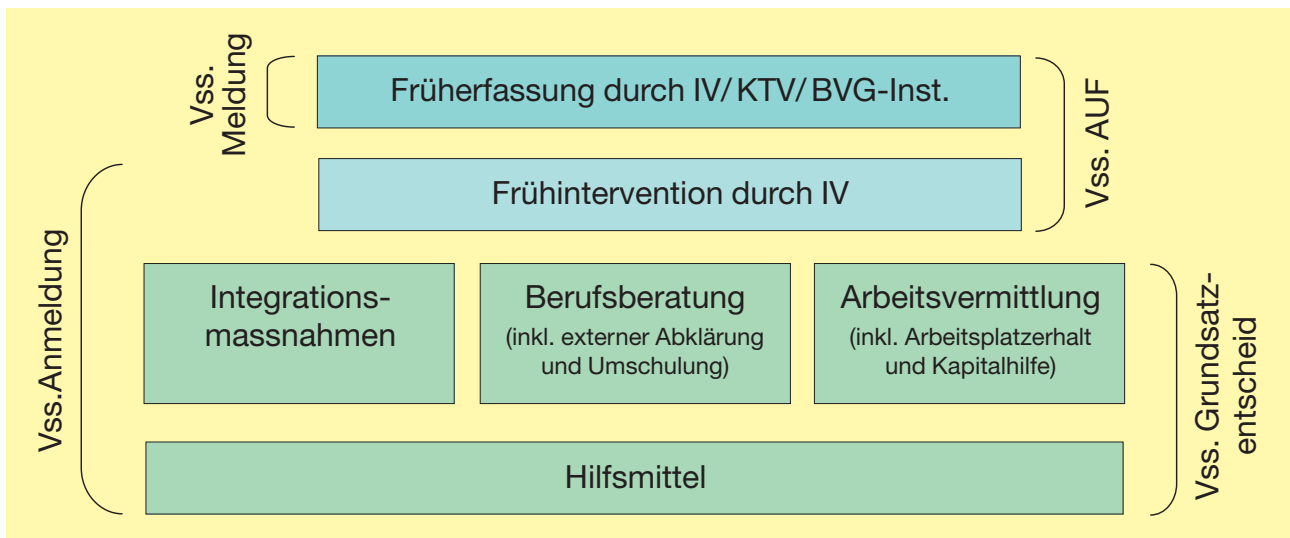 Vss.
Meldung
Früherfassung durch IV/KTV/BVG-Inst.
Vss. AUF
Frühintervention durch IV
Vss.Anmeldung
Integrations-
massnahmen
Berufsberatung
(inkl. externer Abklärung
und Umschulung)
Arbeitsvermittlung
(inkl. Arbeitsplatzerhalt
und Kapitalhilfe)
Vss. Grundsatz-
entscheid
Hilfsmittel